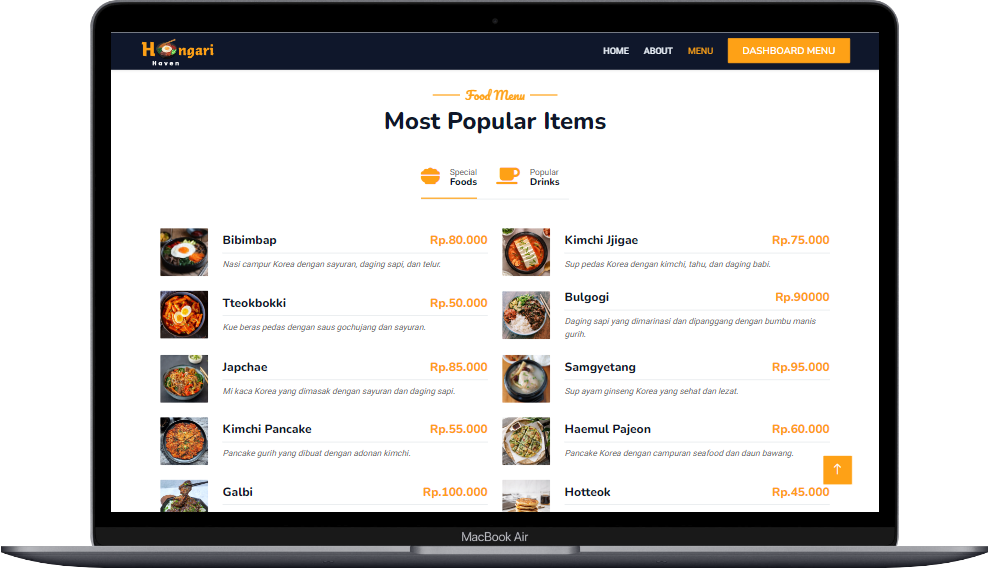 Hongari
Haven
HOME ABOUT MENU DASHBOARD MENU
Food Menu
Most Popular Items
Special
Foods
Popular
Drinks
Bibimbap Rp.80.000
Nasi campur Korea dengan sayuran, daging sapi, dan telur.
Kimchi Jjigae Rp.75.000
Sup pedas Korea dengan kimchi, tahu, dan daging babi.
Tteokbokki Rp.50.000
Kue beras pedas dengan saus gochujang dan sayuran.
Bulgogi Rp.90000
Daging sapi yang dimarinasi dan dipanggang dengan bumbu manis
gurih.
Japchae Rp.85.000
Mi kaca Korea yang dimasak dengan sayuran dan daging sapi.
Samgyetang Rp.95.000
Sup ayam ginseng Korea yang sehat dan lezat.
Kimchi Pancake Rp.55.000
Pancake gurih yang dibuat dengan adonan kimchi.
Haemul Pajeon Rp.60.000
Pancake Korea dengan campuran seafood dan daun bawang.
Galbi Rp.100.000
Hotteok Rp.45.000
MacBook Air